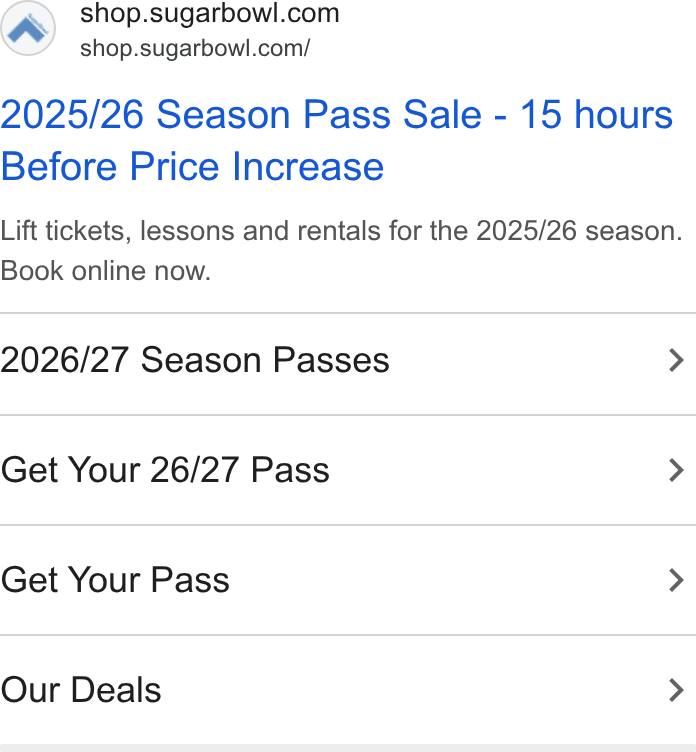 shop.sugarbowl.com
shop.sugarbowl.com/
2025/26 Season Pass Sale - 15 hours
Before Price Increase
Lift tickets, lessons and rentals for the 2025/26 season.
Book online now.
2026/27 Season Passes
Get Your 26/27 Pass
Get Your Pass
Our Deals